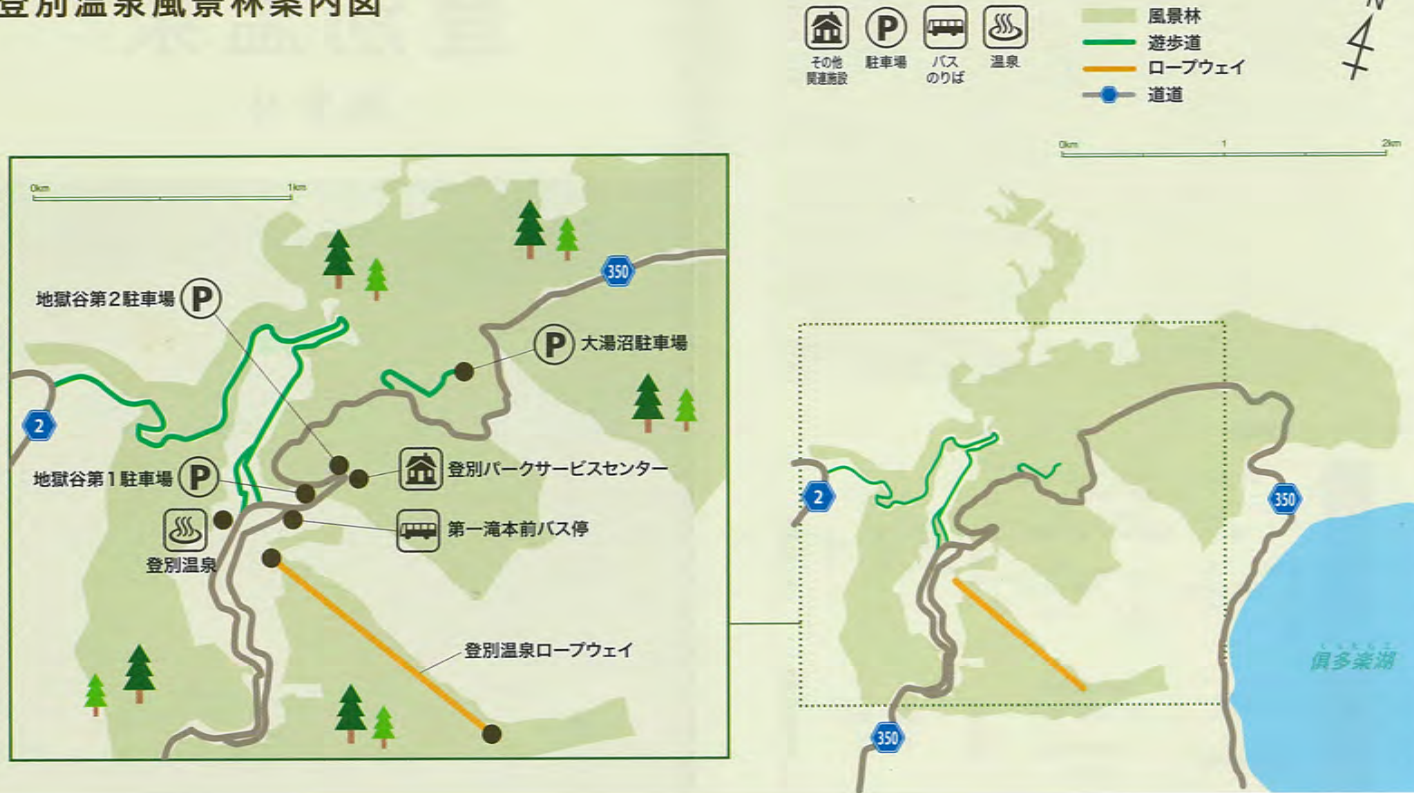 登別温泉風景林案内図
その他
関連施設
駐車場
バス
のりば
温泉
風景林
遊歩道
ロープウェイ
道道
N
0km
1
2km
0km
1km
350
地獄谷第2駐車場
P
P
大湯沼駐車場
2
地獄谷第1駐車場
P
登別パークサービスセンター
第一滝本前バス停
登別温泉
登別温泉ロープウェイ
2
350
くったらこ
倶多楽湖
350
P